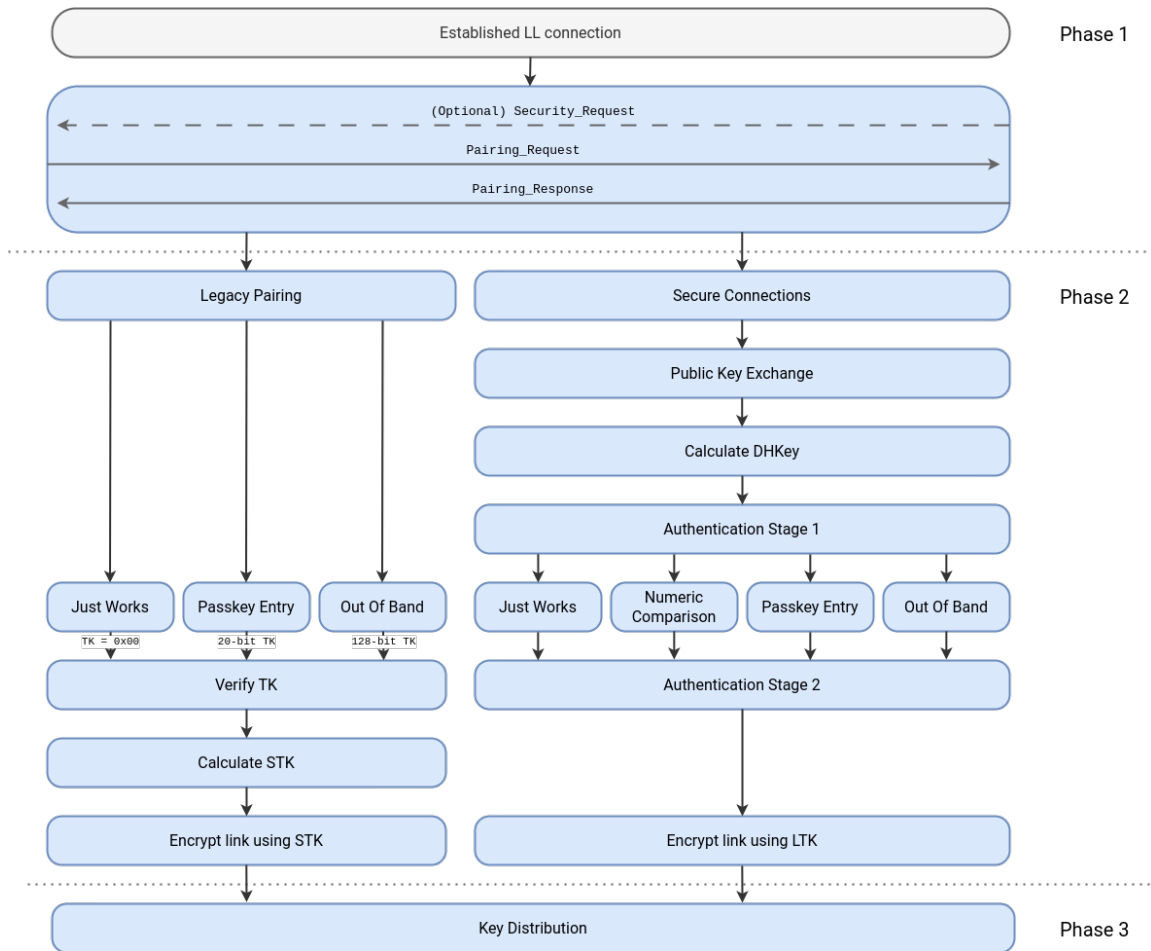 Established LL connection
Phase 1
(Optional) Security_Request
Pairing_Request
Pairing_Response
Legacy Pairing
Secure Connections
Phase 2
Public Key Exchange
Calculate DHKey
Authentication Stage 1
Just Works
Passkey Entry
Out Of Band
Just Works
Numeric
Comparison
Passkey Entry
Out Of Band
TK = 0x00
20-bit TK
128-bit TK
Verify TK
Authentication Stage 2
Calculate STK
Encrypt link using STK
Encrypt link using LTK
Key Distribution
Phase 3